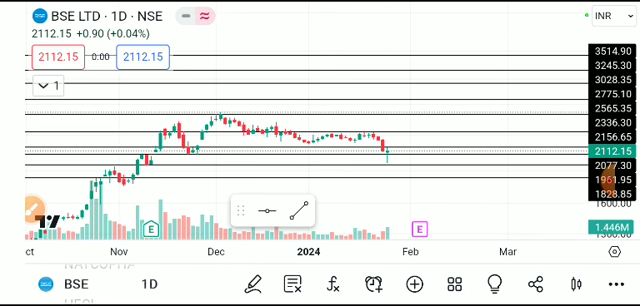 BSE LTD · 1D · NSE
INR
2112.15 +0.90 (+0.04%)
2112.15 0.00 2112.15
1
3514.90
3245.30
3028.35
2775.10
2565.35
2336.30
2156.65
2112.15
2077.30
1961.95
1828.85
1600.00
1.446M
E
E
Nov Dec 2024 Feb Mar
BSE 1D